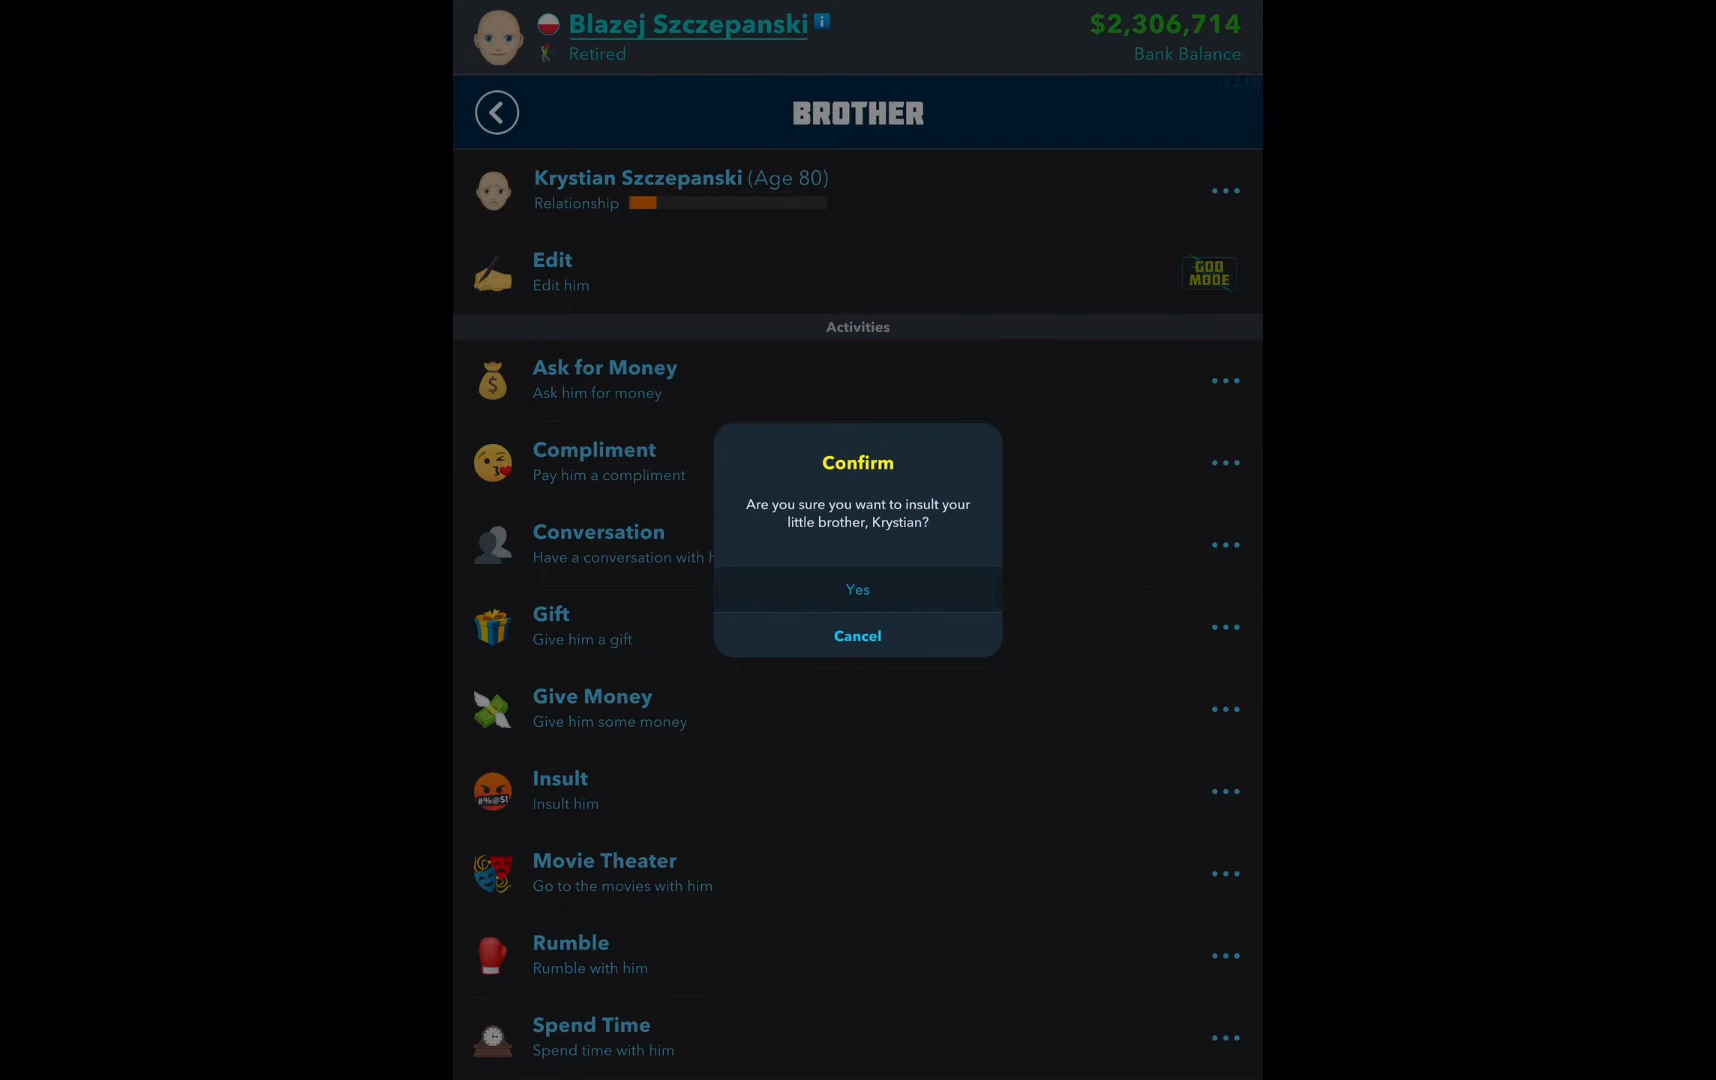 Blazej Szczepanski
$2,306,714
Retired
Bank Balance
BROTHER
Krystian Szczepanski (Age 80)
Relationship
Edit
Edit him
GOD
MODE
Activities
Ask for Money
Ask him for money
Compliment
Pay him a compliment
Conversation
Have a conversation with h
Confirm
Are you sure you want to insult your
little brother, Krystian?
Yes
Cancel
Gift
Give him a gift
Give Money
Give him some money
#%@$!
Insult
Insult him
Movie Theater
Go to the movies with him
Rumble
Rumble with him
Spend Time
Spend time with him